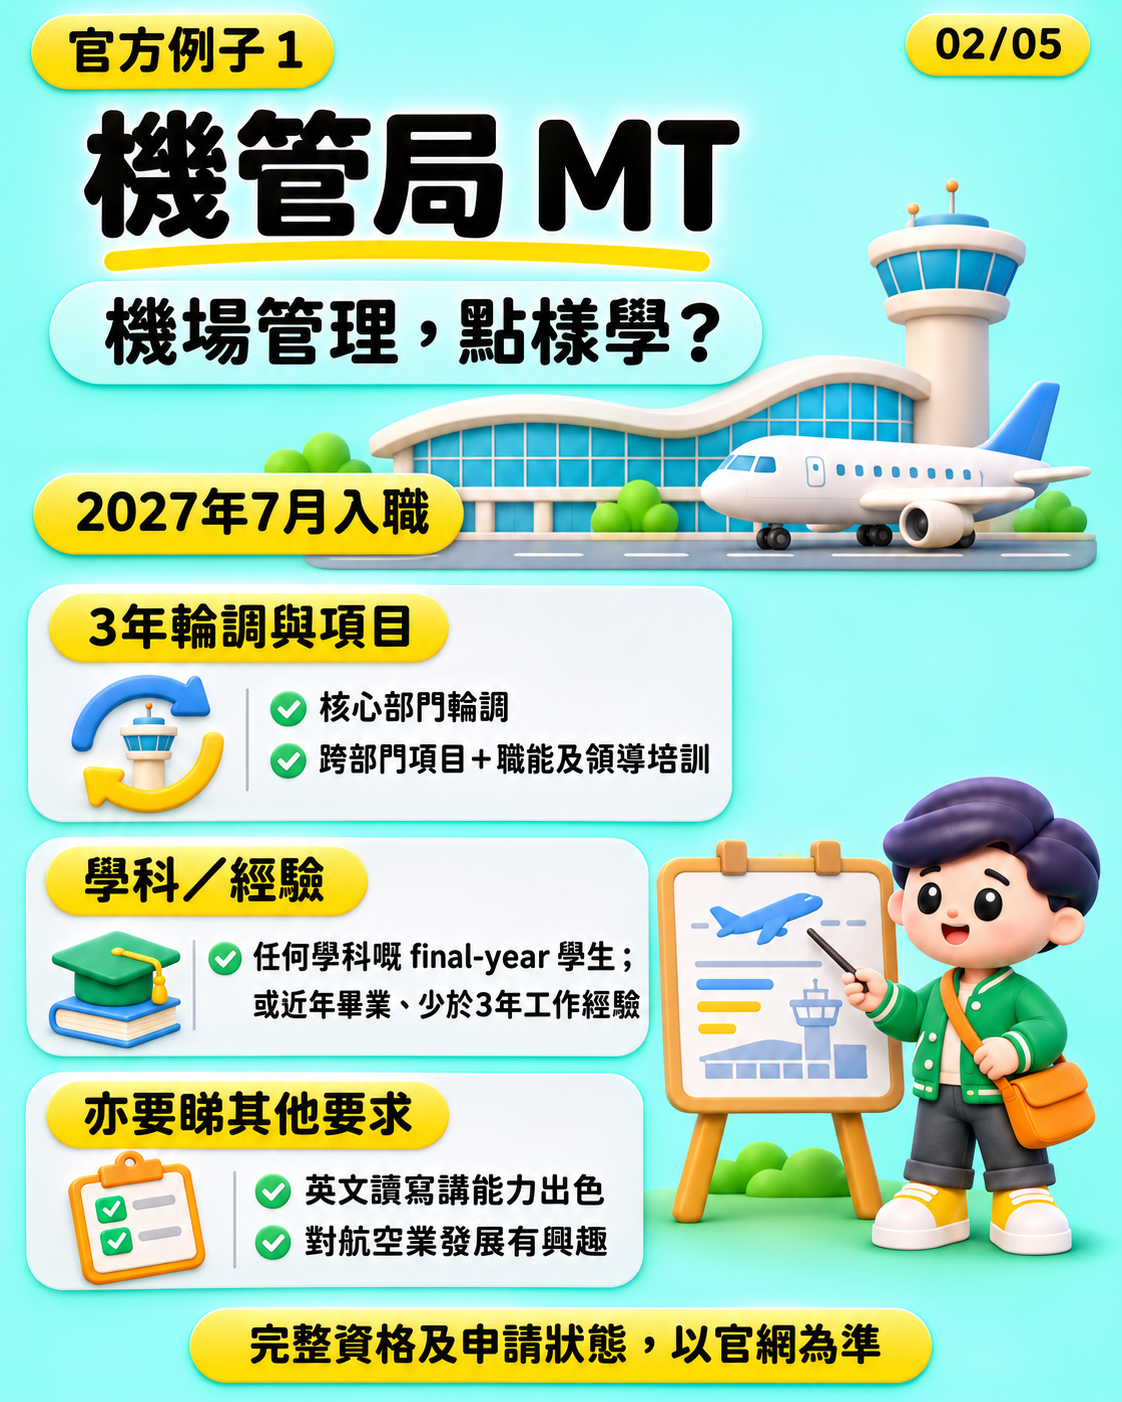 官方例子1
02/05
機管局 MT
機場管理，點樣學？
2027年7月入職
3年輪調與項目
核心部門輪調
跨部門項目＋職能及領導培訓
學科／經驗
任何學科嘅 final-year 學生；
或近年畢業、少於3年工作經驗
亦要睇其他要求
英文讀寫講能力出色
對航空業發展有興趣
完整資格及申請狀態，以官網為準